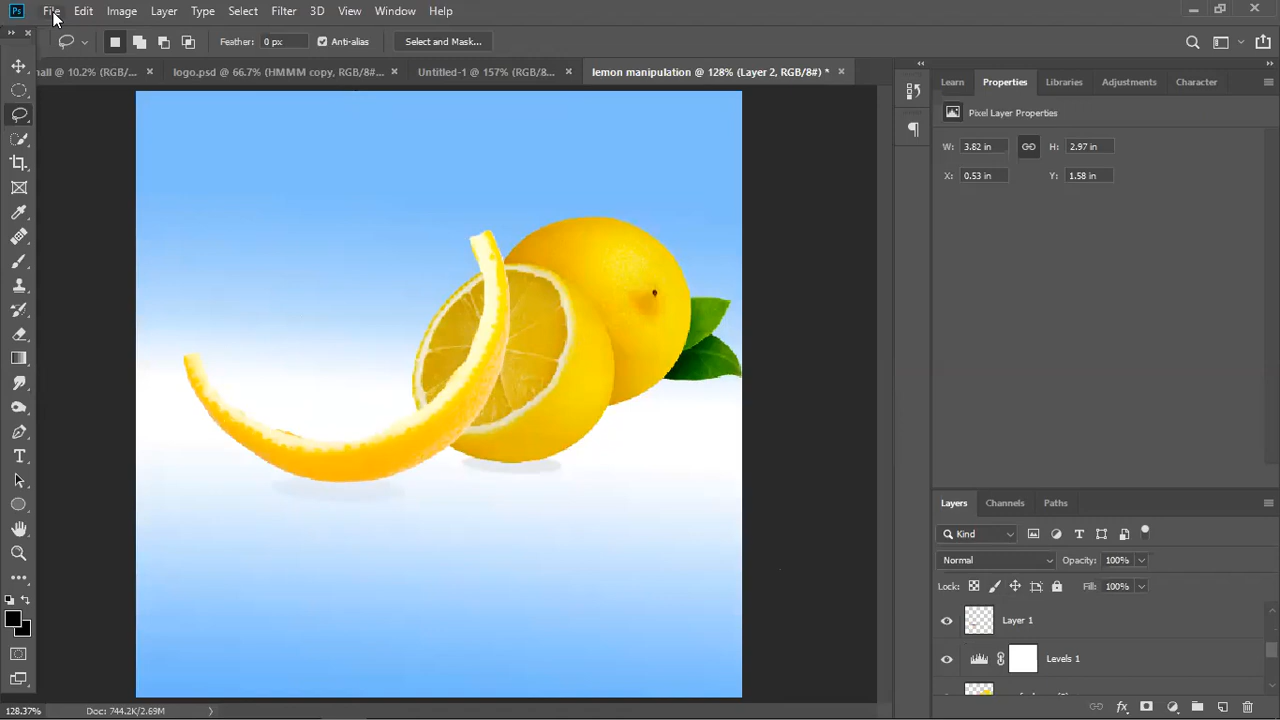 Ps File Edit Image Layer Type Select Filter 3D View Window Help
Feather: 0 px Anti-alias Select and Mask...
all @ 10.2% (RGB/... × logo.psd @ 66.7% (HMMM copy, RGB/8#... × Untitled-1 @ 157% (RGB/8#... × lemon manipulation @ 128% (Layer 2, RGB/8#) * ×
Learn Properties Libraries Adjustments Character
Pixel Layer Properties
W: 3.82 in H: 2.97 in
X: 0.53 in Y: 1.58 in
Layers Channels Paths
Kind
Normal Opacity: 100%
Lock: Fill: 100%
Layer 1
Levels 1
128.37% Doc: 744.2K/2.69M